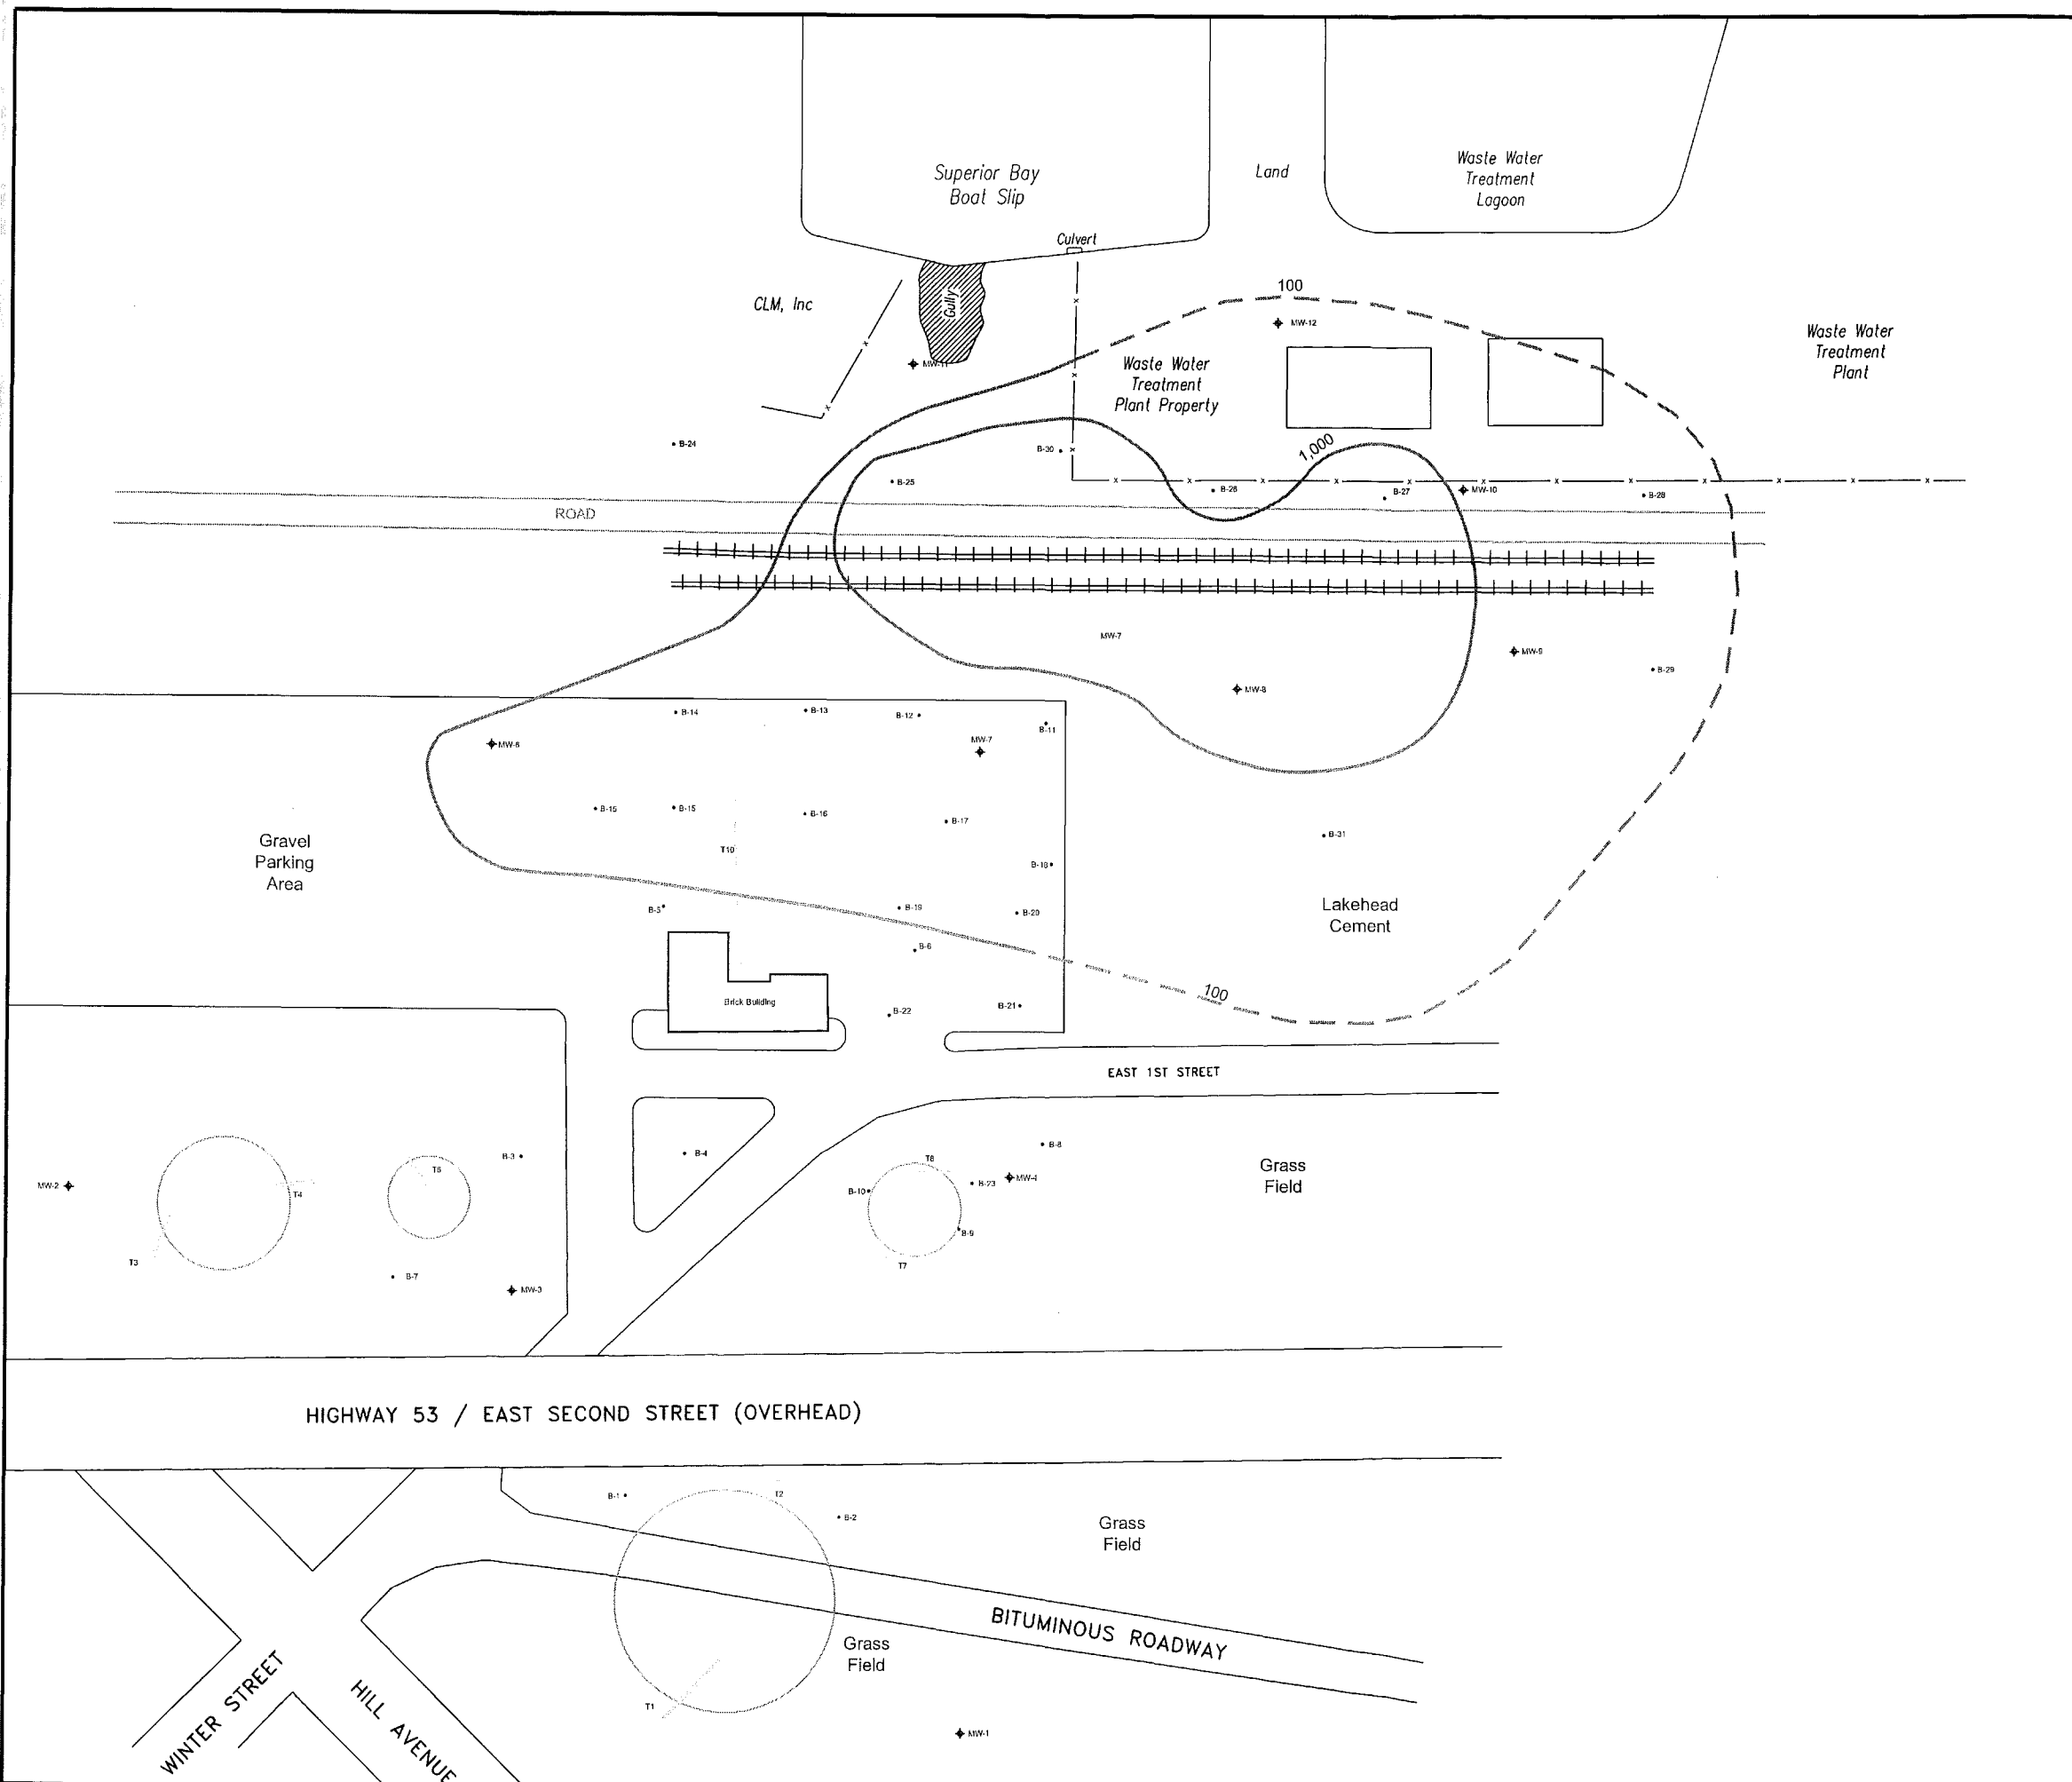 Superior Bay
Boat Slip
Land
Waste Water
Treatment
Lagoon
Culvert
CLM, Inc
Gully
100
MW-12
Waste Water
Treatment
Plant
MW-11
Waste Water
Treatment
Plant Property
B-24
B-30
1,000
B-25
B-26
B-27
MW-10
B-28
ROAD
MW-7
MW-9
B-29
MW-8
B-14
B-13
B-12
B-11
MW-6
MW-7
B-15
B-15
B-16
B-17
B-31
Gravel
Parking
Area
T10
B-18
B-5
B-19
B-20
Lakehead
Cement
B-6
100
Brick Building
B-22
B-21
EAST 1ST STREET
B-3
B-4
B-8
T8
Grass
Field
MW-2
T4
T6
B-10
B-23
MW-4
B-9
T3
B-7
MW-3
T7
HIGHWAY 53 / EAST SECOND STREET (OVERHEAD)
B-1
T2
B-2
Grass
Field
BITUMINOUS ROADWAY
Grass
Field
WINTER STREET
HILL AVENUE
T1
MW-1